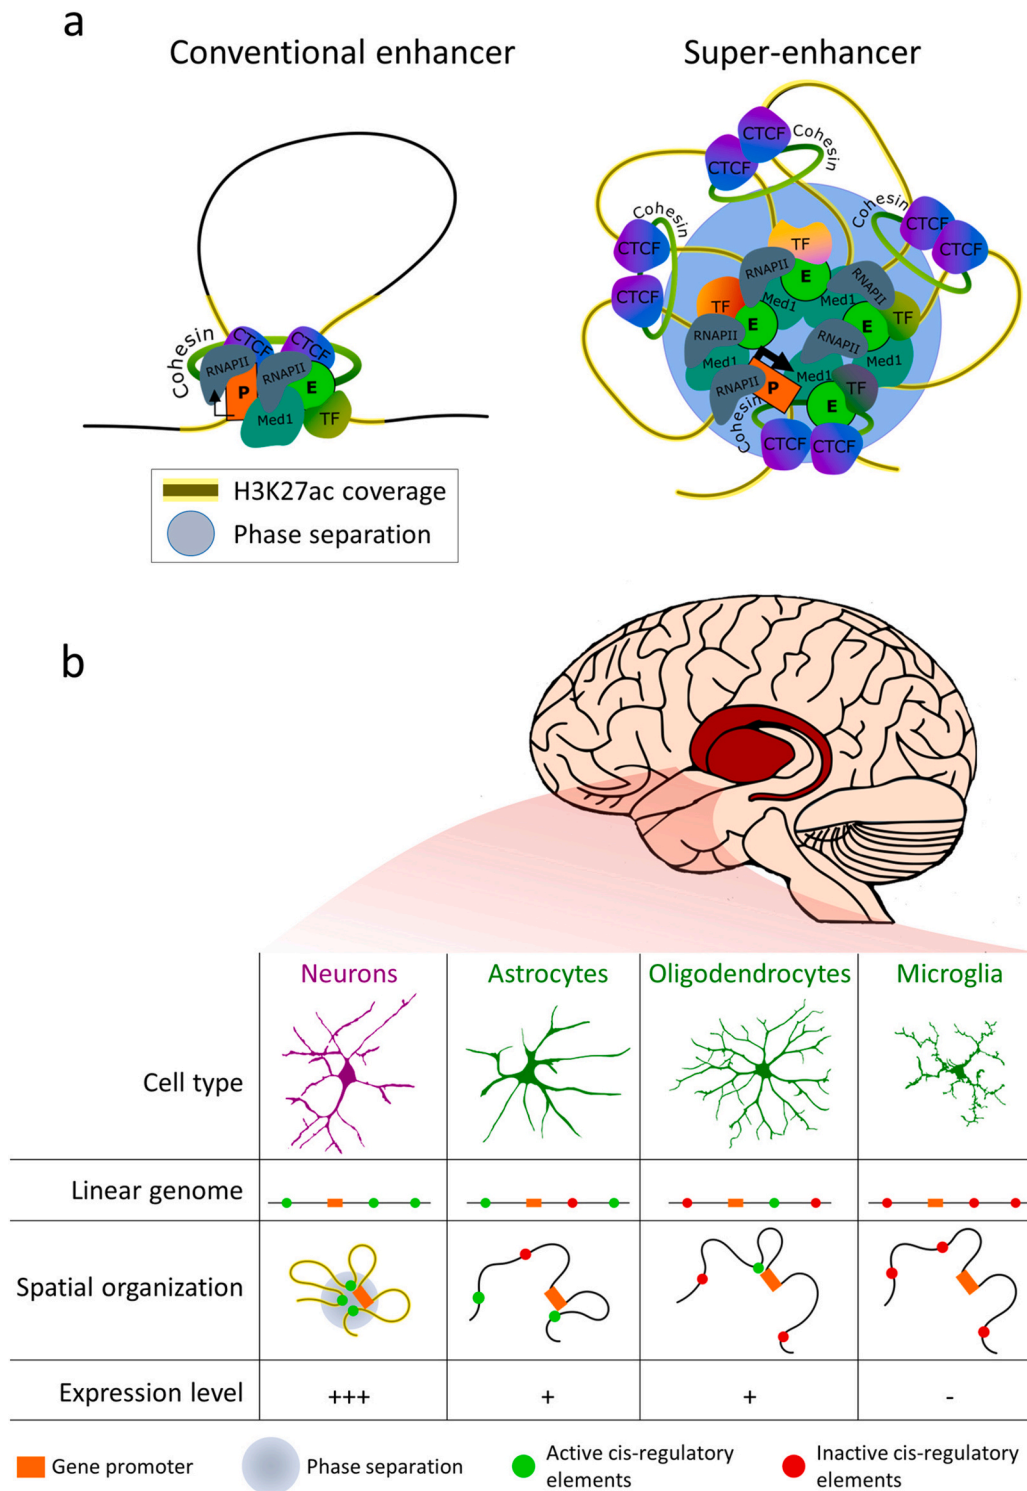 a
Conventional enhancer
Super-enhancer
Cohesin
CTCF
CTCF
RNAPII
RNAPII
P
E
Med1
TF
CTCF
CTCF
Cohesin
Cohesin
CTCF
CTCF
Cohesin
CTCF
CTCF
TF
RNAPII
E
Med1
Med1
RNAPII
TF
E
RNAPII
Med1
E
TF
RNAPII
Med1
RNAPII
P
Med1
TF
E
Cohesin
CTCF
CTCF
H3K27ac coverage
Phase separation
b
Neurons
Astrocytes
Oligodendrocytes
Microglia
Cell type
Linear genome
Spatial organization
Expression level
+++
+
+
-
Gene promoter
Phase separation
Active cis-regulatory
elements
Inactive cis-regulatory
elements